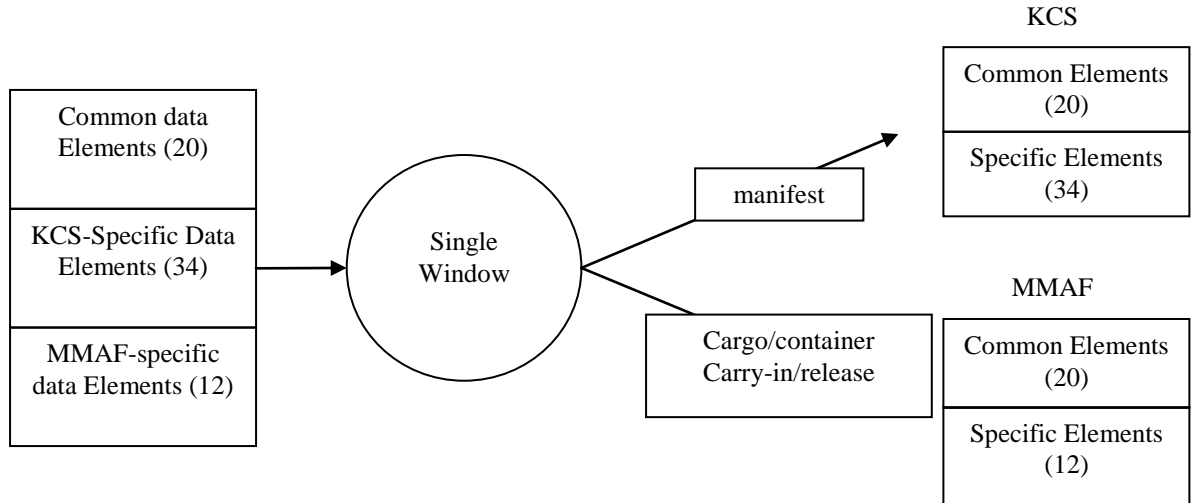 Common data
Elements (20)
KCS-Specific Data
Elements (34)
MMAF-specific
data Elements (12)
Single
Window
manifest
Cargo/container
Carry-in/release
KCS
Common Elements
(20)
Specific Elements
(34)
MMAF
Common Elements
(20)
Specific Elements
(12)